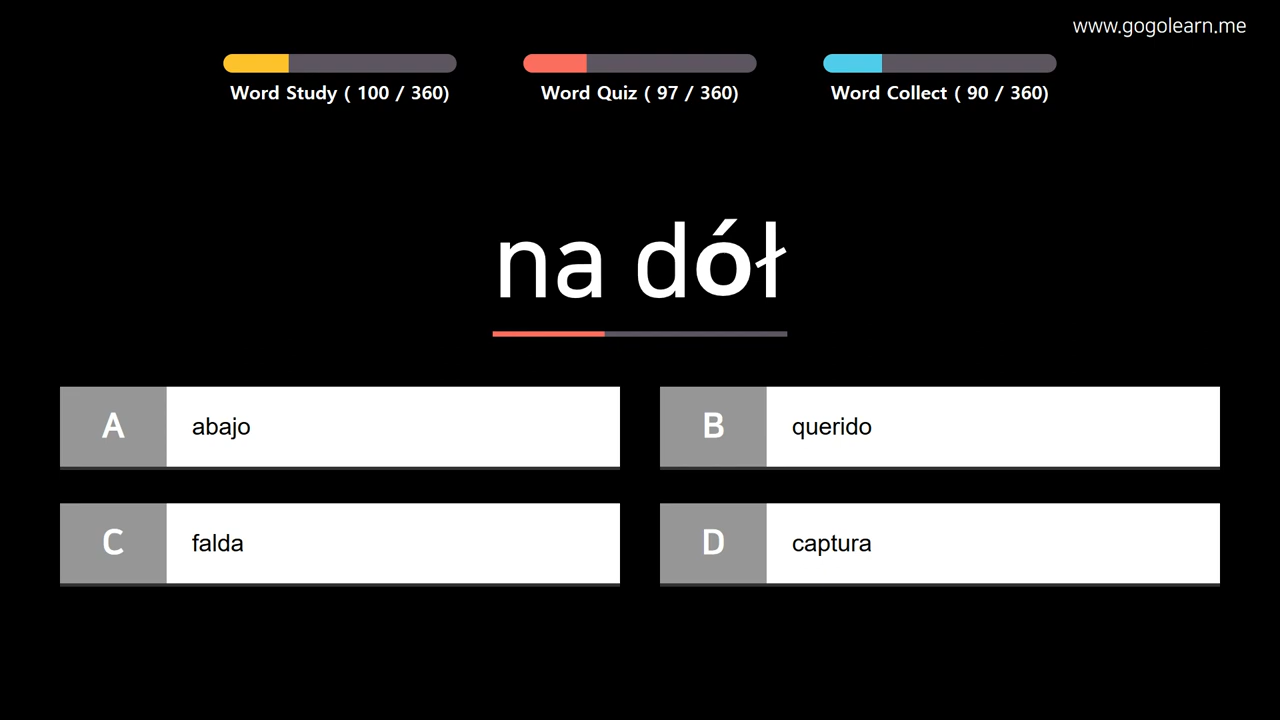 www.gogolearn.me
Word Study ( 100 / 360)
Word Quiz ( 97 / 360)
Word Collect ( 90 / 360)
na dół
A abajo
B querido
C falda
D captura